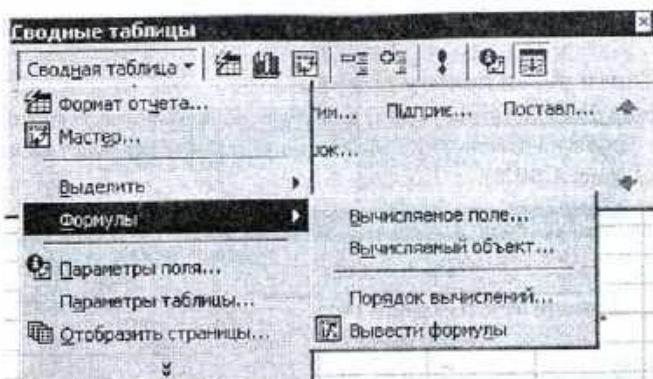 Сводные таблицы
Сводная таблица
Формат отчета...
Мастер...
Выделить
Формулы
Параметры поля...
Параметры таблицы...
Отобразить страницы...
Підприє...
Поставл...
Вычисляемое поле...
Вычисляемый объект...
Порядок вычислений...
Вывести формулы